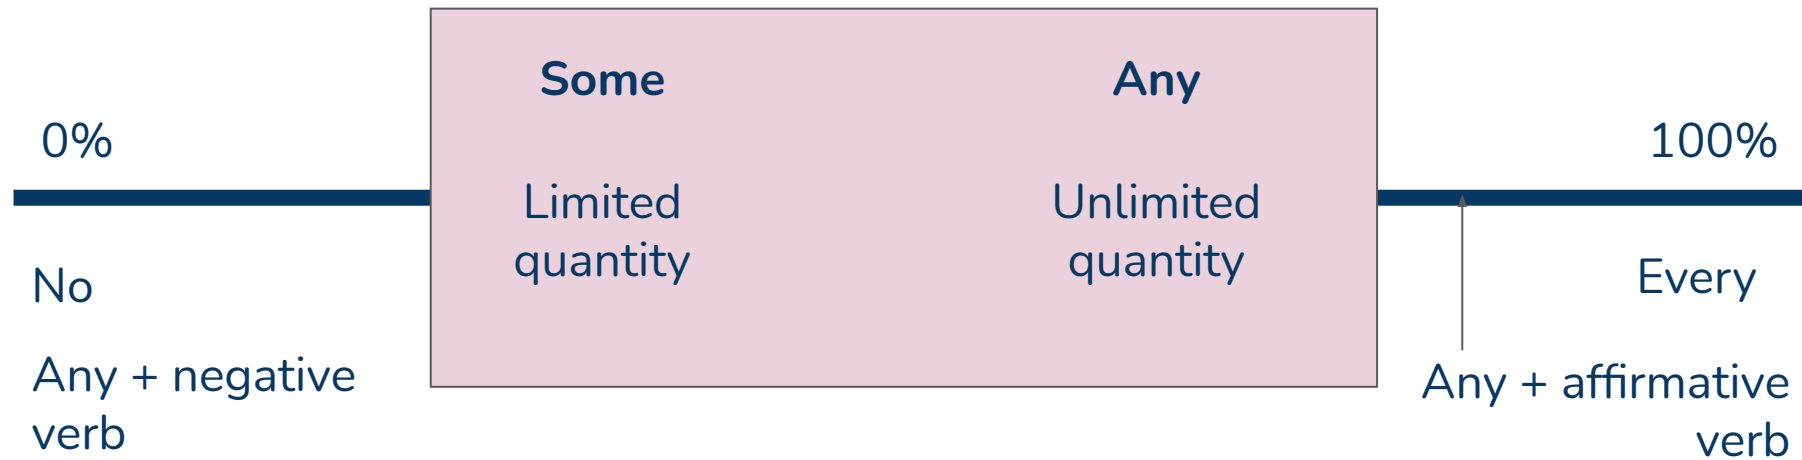 Some
Any
0%
100%
Limited
quantity
Unlimited
quantity
No
Every
Any + negative
verb
Any + affirmative
verb